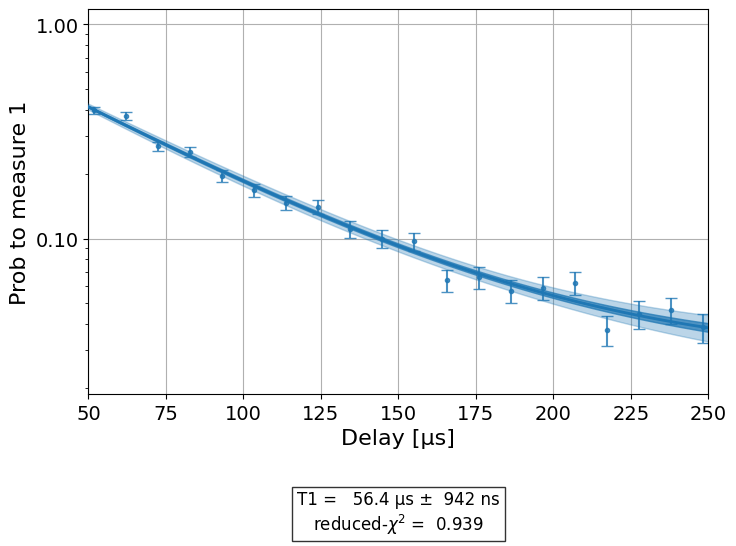 1.00
0.10
Prob to measure 1
50 75 100 125 150 175 200 225 250
Delay [μs]
T1 = 56.4 μs ± 942 ns
reduced-χ² = 0.939